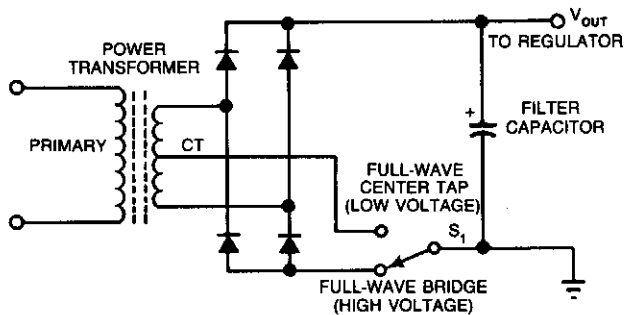 V_OUT
TO REGULATOR
POWER
TRANSFORMER
PRIMARY
CT
+
FILTER
CAPACITOR
FULL-WAVE
CENTER TAP
(LOW VOLTAGE)
S_1
FULL-WAVE BRIDGE
(HIGH VOLTAGE)